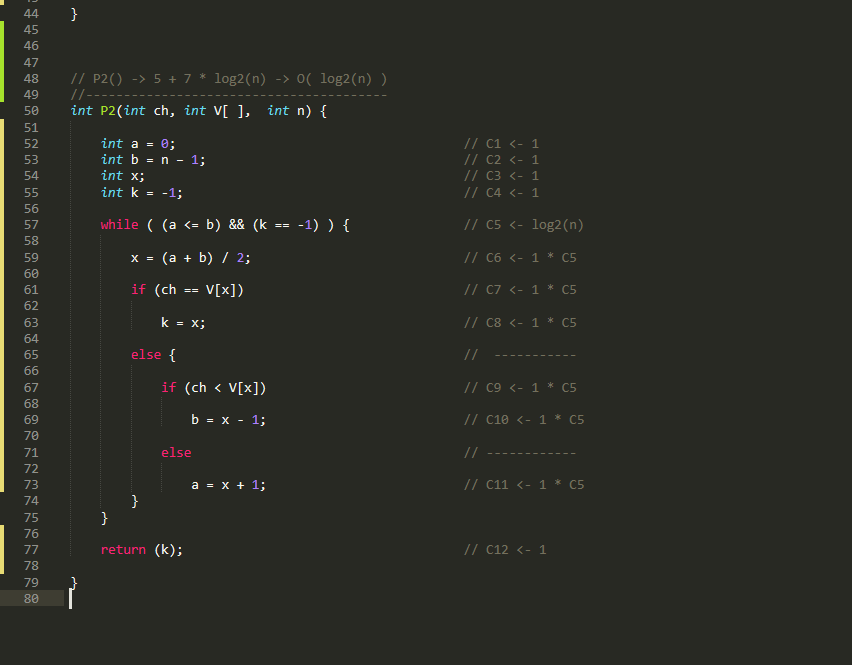 44 }
45
46
47
48 // P2() -> 5 + 7 * log2(n) -> O( log2(n) )
49 //----------------------------------------
50 int P2(int ch, int V[ ],  int n) {
51
52     int a = 0;                                      // C1 <- 1
53     int b = n - 1;                                  // C2 <- 1
54     int x;                                          // C3 <- 1
55     int k = -1;                                     // C4 <- 1
56
57     while ( (a <= b) && (k == -1) ) {               // C5 <- log2(n)
58
59         x = (a + b) / 2;                            // C6 <- 1 * C5
60
61         if (ch == V[x])                             // C7 <- 1 * C5
62
63             k = x;                                  // C8 <- 1 * C5
64
65         else {                                      //  -----------
66
67             if (ch < V[x])                          // C9 <- 1 * C5
68
69                 b = x - 1;                          // C10 <- 1 * C5
70
71             else                                    // ------------
72
73                 a = x + 1;                          // C11 <- 1 * C5
74         }
75     }
76
77     return (k);                                     // C12 <- 1
78
79 }
80